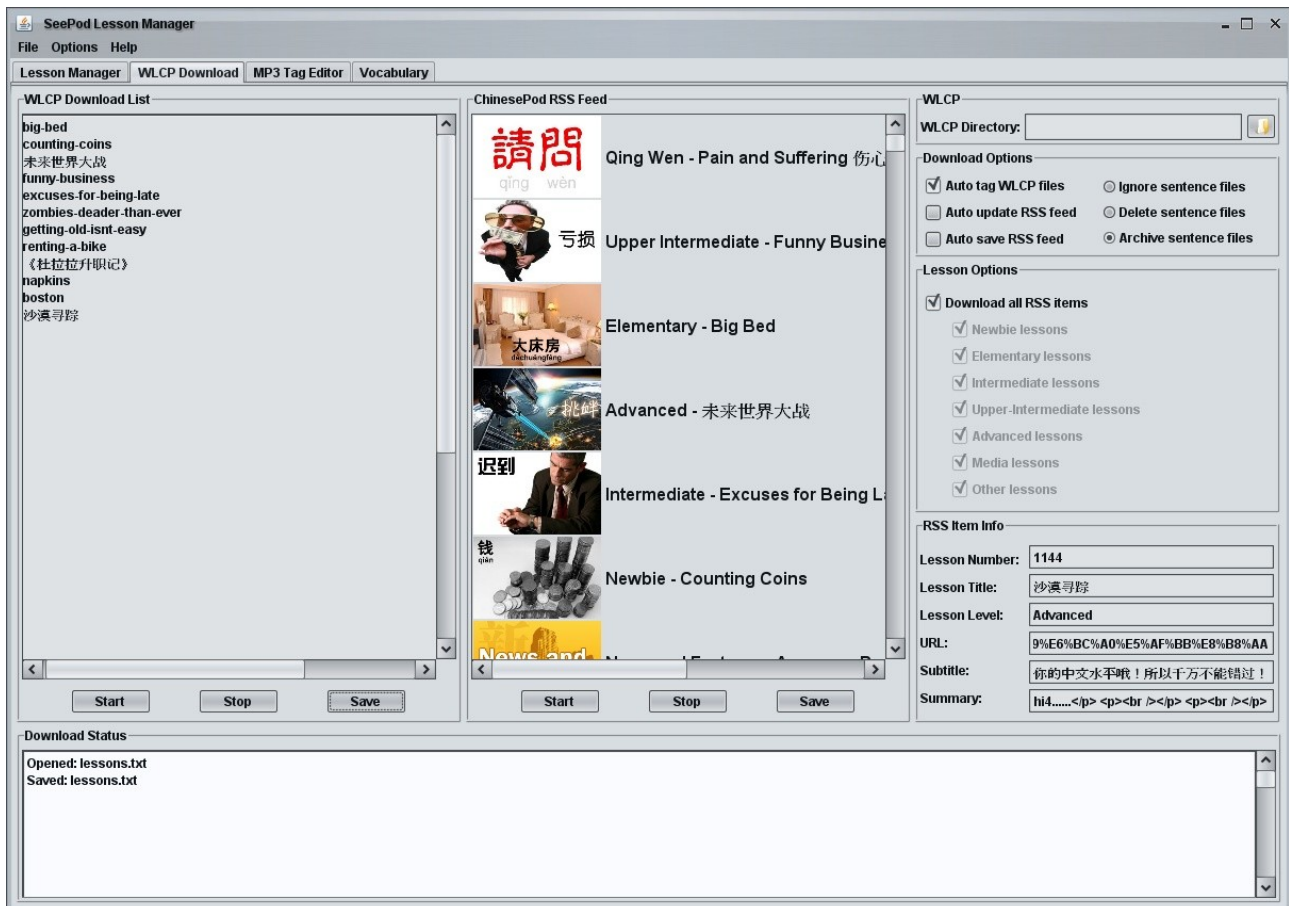 SeePod Lesson Manager
File Options Help
Lesson Manager WLCP Download MP3 Tag Editor Vocabulary
WLCP Download List
big-bed
counting-coins
未来世界大战
funny-business
excuses-for-being-late
zombies-deader-than-ever
getting-old-isnt-easy
renting-a-bike
《杜拉拉升职记》
napkins
boston
沙漠寻踪
Start Stop Save
ChinesePod RSS Feed
請問
qǐng wèn
Qing Wen - Pain and Suffering 伤心
亏损
Upper Intermediate - Funny Busine
大床房
dàchuángfáng
Elementary - Big Bed
挑衅
Advanced - 未来世界大战
迟到
Intermediate - Excuses for Being La
钱
qián
Newbie - Counting Coins
News and
Start Stop Save
WLCP
WLCP Directory:
Download Options
Auto tag WLCP files Ignore sentence files
Auto update RSS feed Delete sentence files
Auto save RSS feed Archive sentence files
Lesson Options
Download all RSS items
Newbie lessons
Elementary lessons
Intermediate lessons
Upper-Intermediate lessons
Advanced lessons
Media lessons
Other lessons
RSS Item Info
Lesson Number: 1144
Lesson Title: 沙漠寻踪
Lesson Level: Advanced
URL: 9%E6%BC%A0%E5%AF%BB%E8%B8%AA
Subtitle: 你的中文水平哦！所以千万不能错过！
Summary: hi4......</p> <p><br /></p> <p><br /></p>
Download Status
Opened: lessons.txt
Saved: lessons.txt